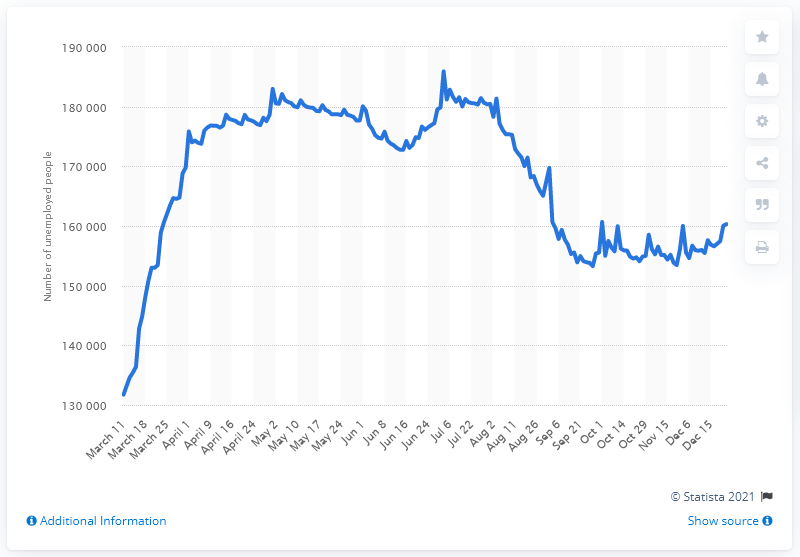 190 000
180 000
170 000
160 000
150 000
140 000
130 000
Number of unemployed people
March 11
March 18
March 25
April 1
April 9
April 16
April 24
May 2
May 10
May 17
May 24
Jun 1
Jun 8
Jun 16
Jun 24
Jul 6
Jul 14
Jul 22
Aug 2
Aug 11
Aug 26
Sep 6
Sep 21
Oct 1
Oct 14
Oct 29
Nov 15
Dec 6
Dec 15
© Statista 2021
Additional Information
Show source